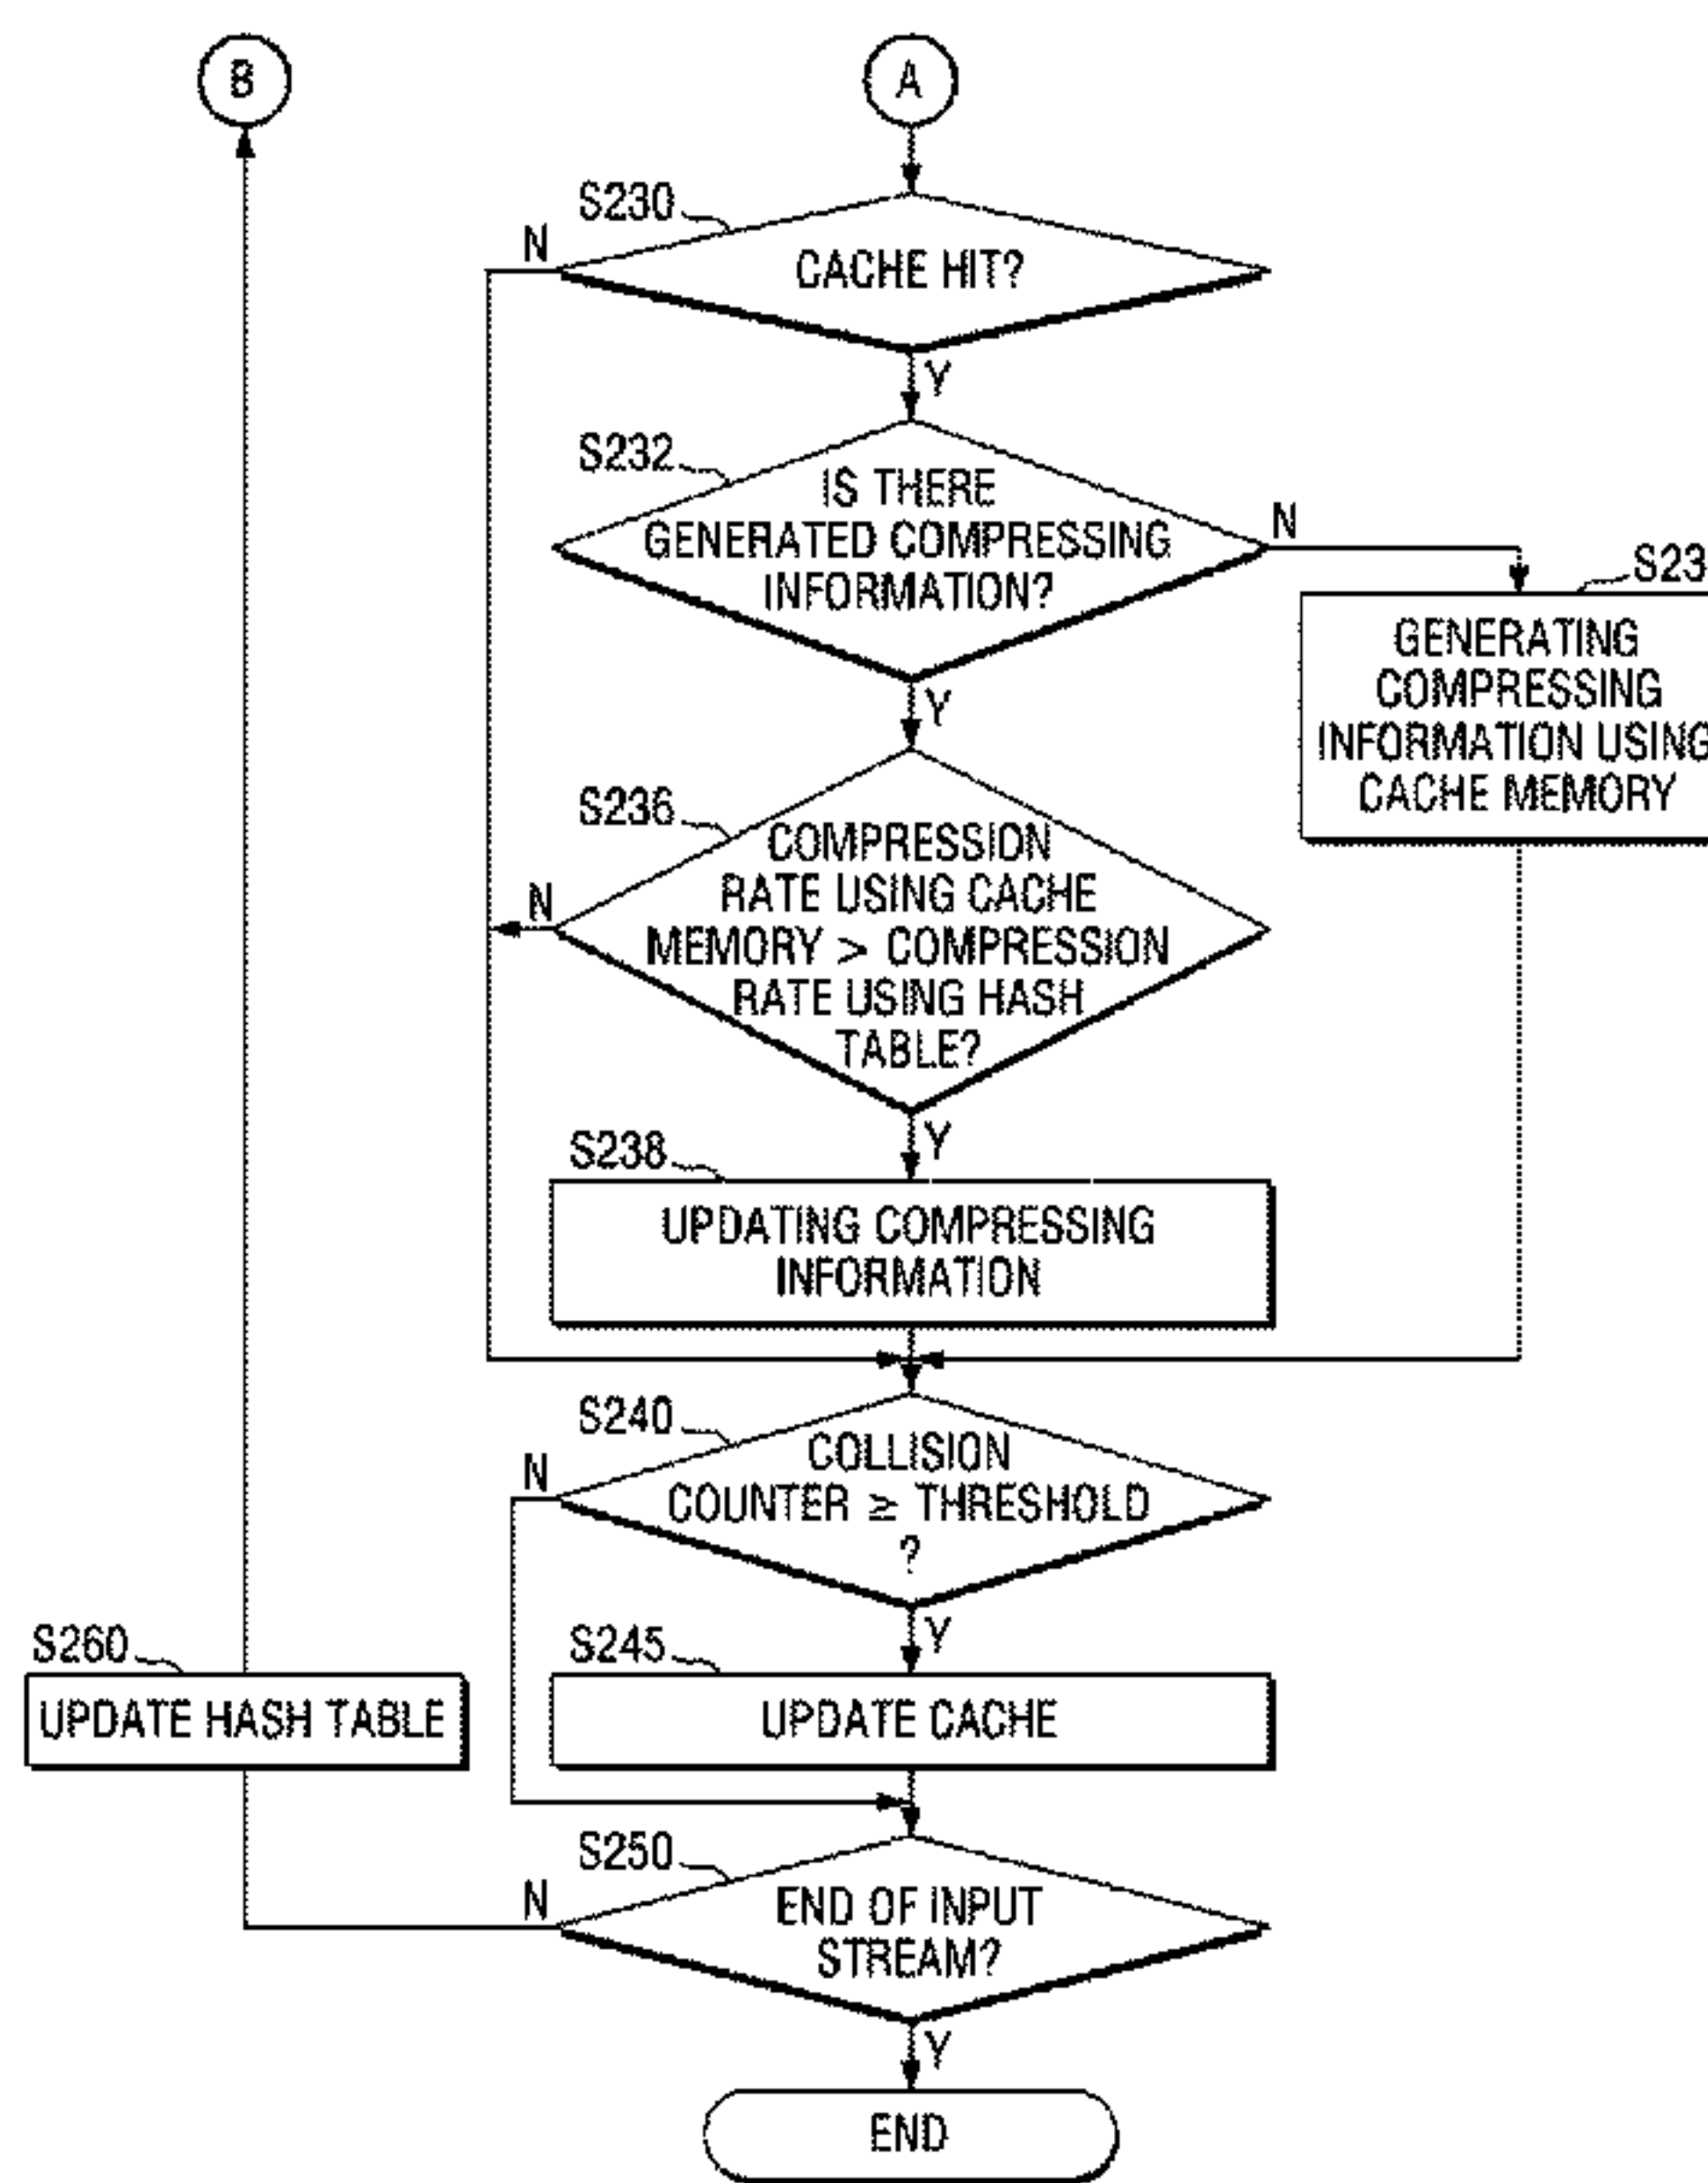 B
A
S230
N
CACHE HIT?
Y
S232
IS THERE
GENERATED COMPRESSING
INFORMATION?
N
S23
GENERATING
COMPRESSING
INFORMATION USING
CACHE MEMORY
Y
S236
COMPRESSION
RATE USING CACHE
MEMORY > COMPRESSION
RATE USING HASH
TABLE?
N
Y
S238
UPDATING COMPRESSING
INFORMATION
S240
COLLISION
COUNTER ≥ THRESHOLD
?
N
Y
S260
UPDATE HASH TABLE
S245
UPDATE CACHE
S250
N
END OF INPUT
STREAM?
Y
END